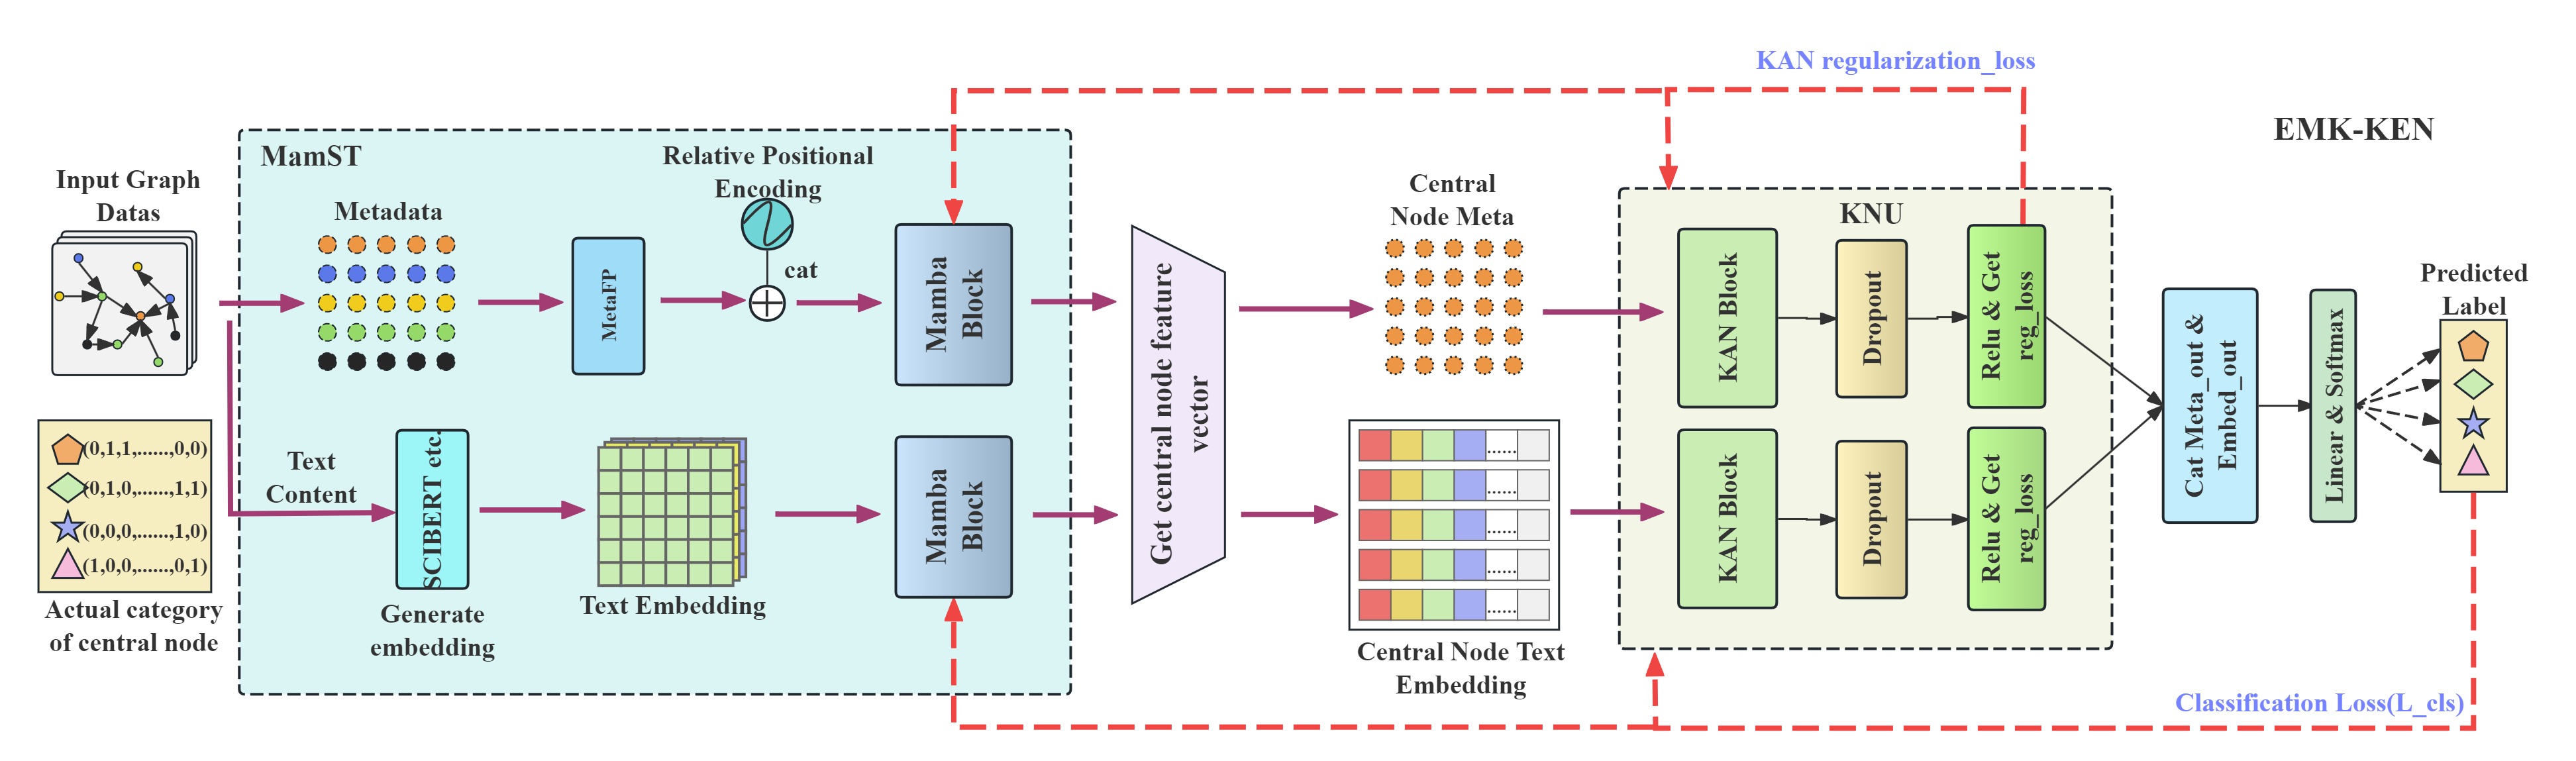 KAN regularization_loss
EMK-KEN
MamST
Relative Positional
Encoding
Input Graph
Datas
Metadata
MetaFP
cat
Mamba
Block
Get central node feature
vector
Central
Node Meta
KNU
KAN Block
Dropout
Relu & Get
reg_loss
Cat Meta_out &
Embed_out
Linear & Softmax
Predicted
Label
(0,1,1,......,0,0)
(0,1,0,......,1,1)
(0,0,0,......,1,0)
(1,0,0,......,0,1)
Actual category
of central node
Text
Content
SCIBERT etc.
Generate
embedding
Text Embedding
Mamba
Block
......
......
......
......
......
Central Node Text
Embedding
KAN Block
Dropout
Relu & Get
reg_loss
Classification Loss(L_cls)